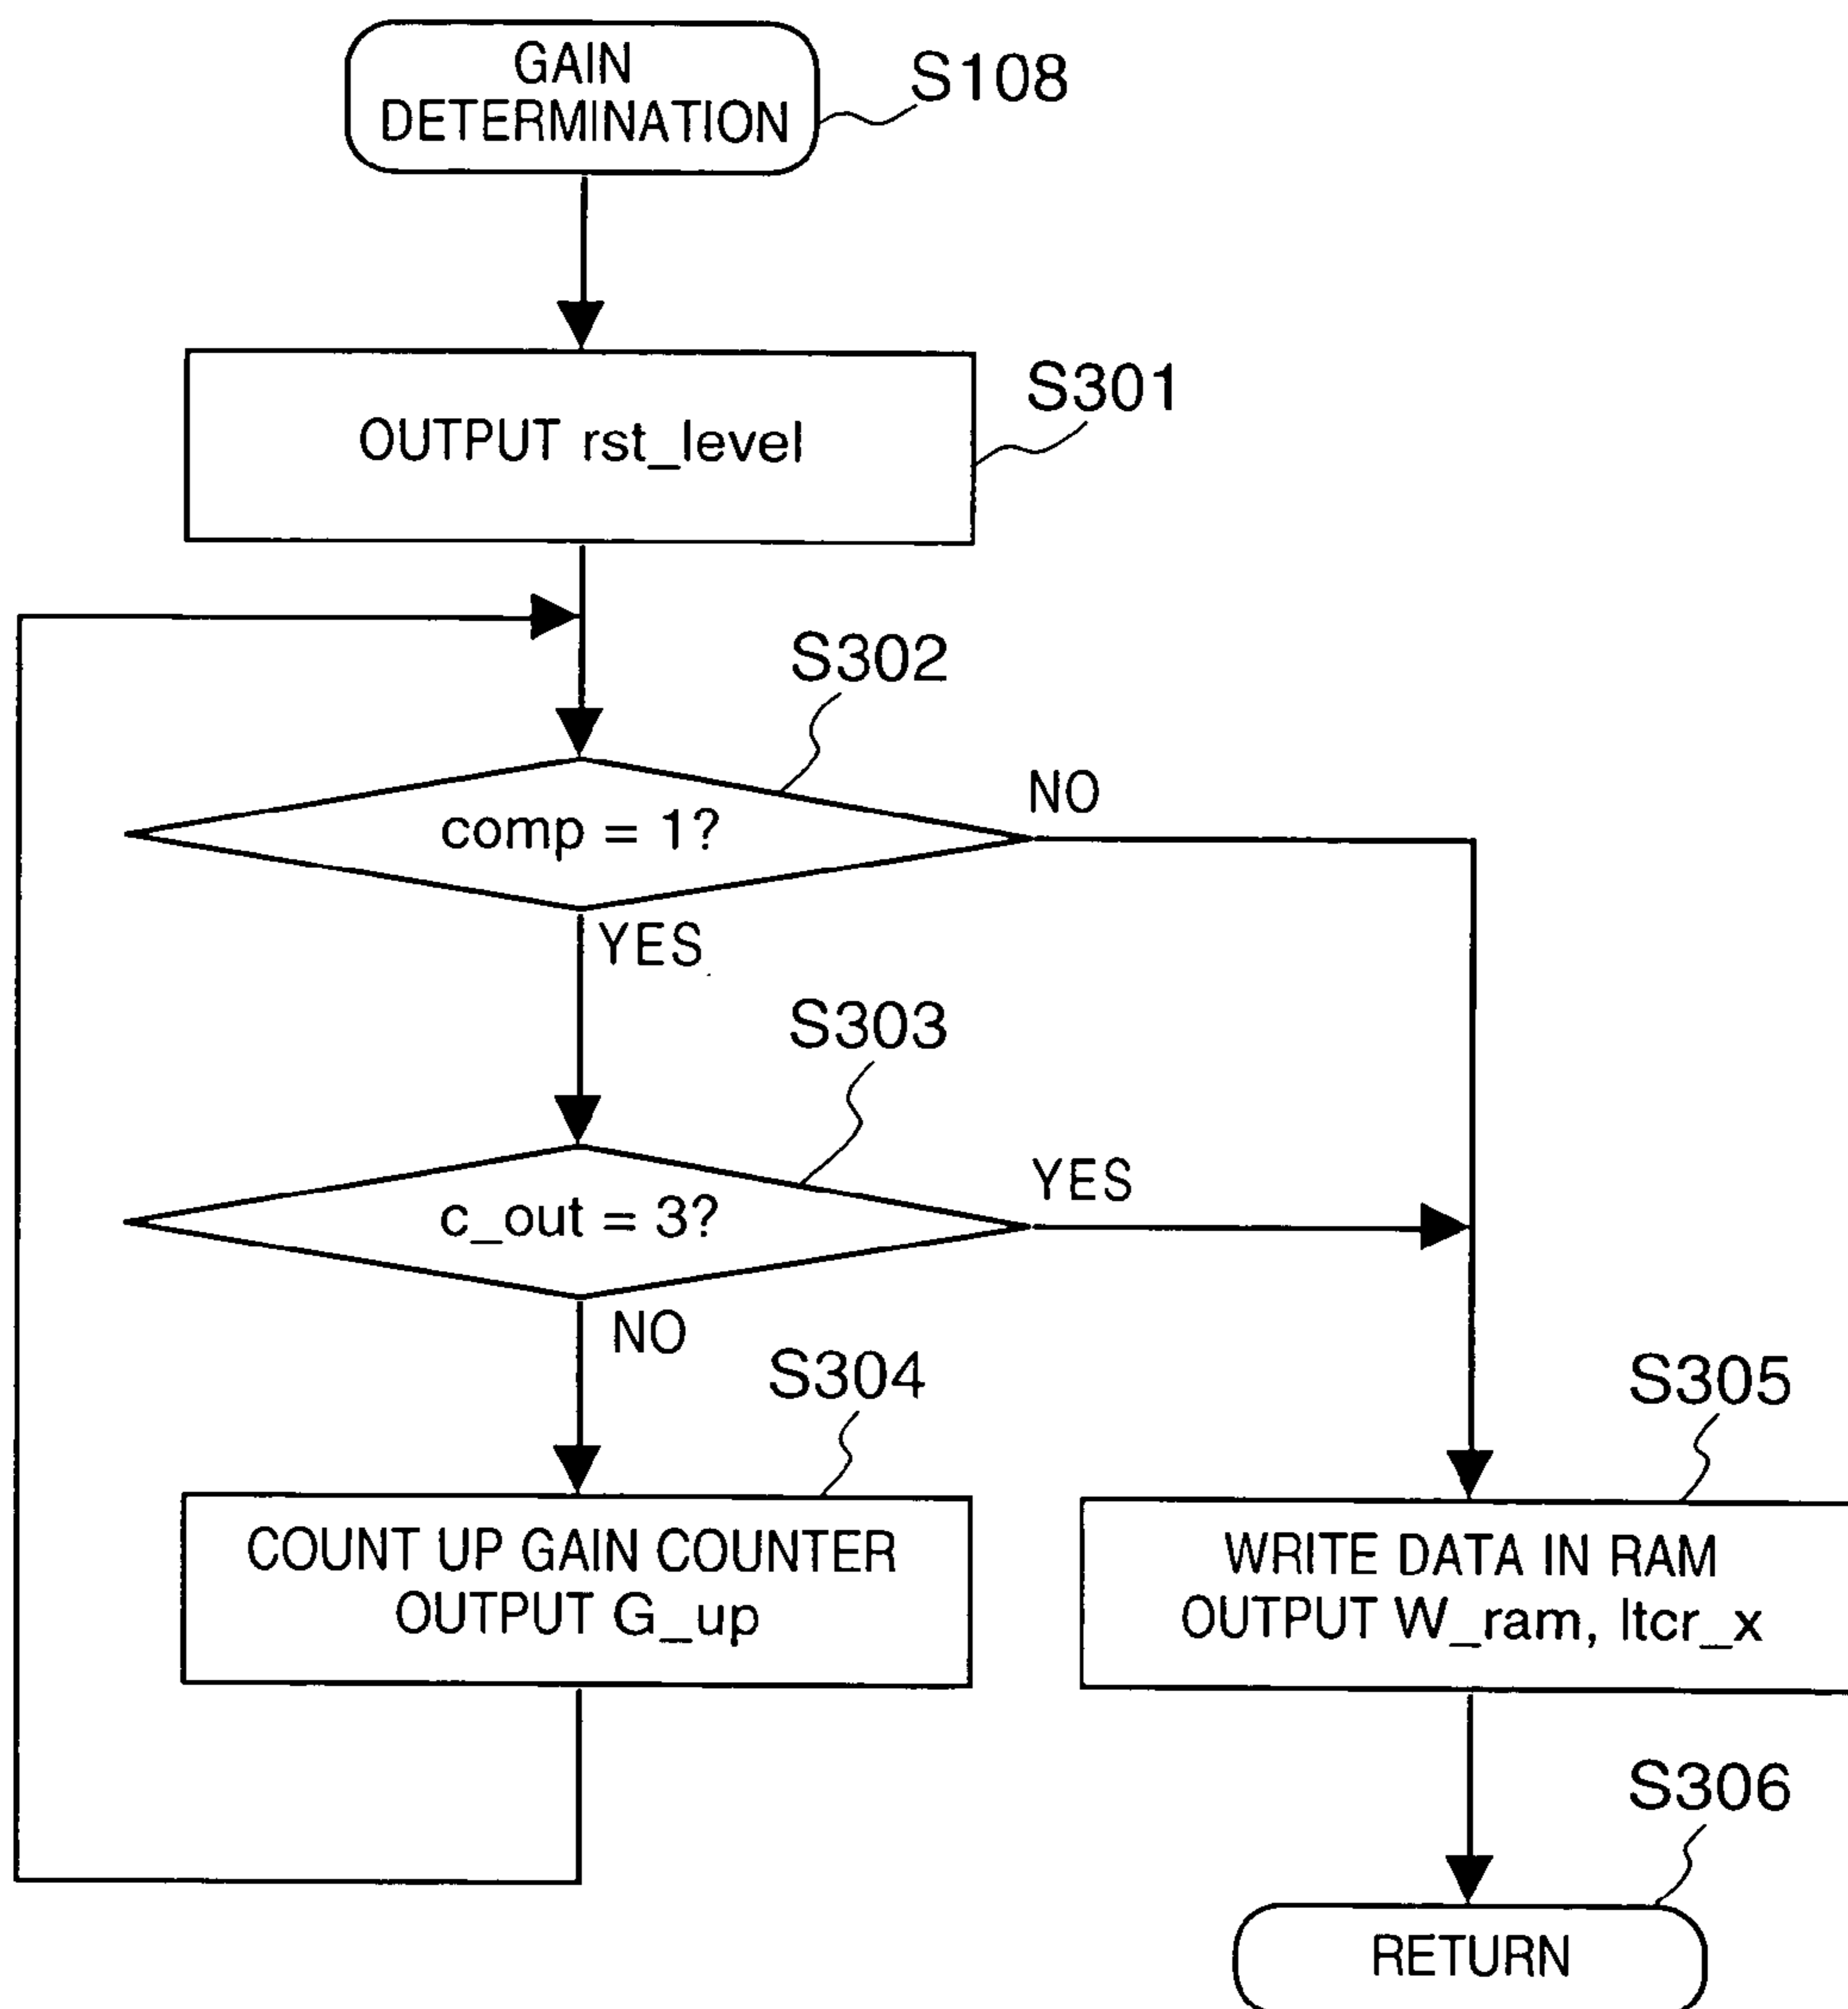 GAIN
DETERMINATION
S108
OUTPUT rst_level
S301
S302
comp = 1?
NO
YES
S303
c_out = 3?
YES
NO
S304
COUNT UP GAIN COUNTER
OUTPUT G_up
S305
WRITE DATA IN RAM
OUTPUT W_ram, ltcr_x
S306
RETURN